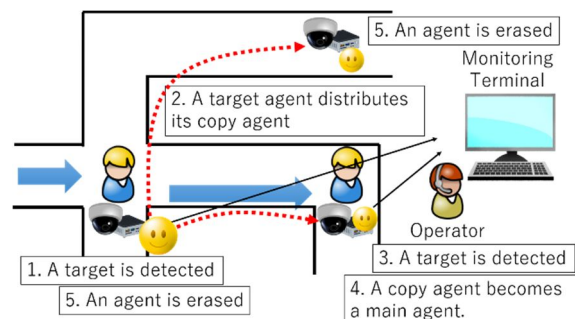 5. An agent is erased
Monitoring
Terminal
2. A target agent distributes
its copy agent
Operator
1. A target is detected
5. An agent is erased
3. A target is detected
4. A copy agent becomes
a main agent.